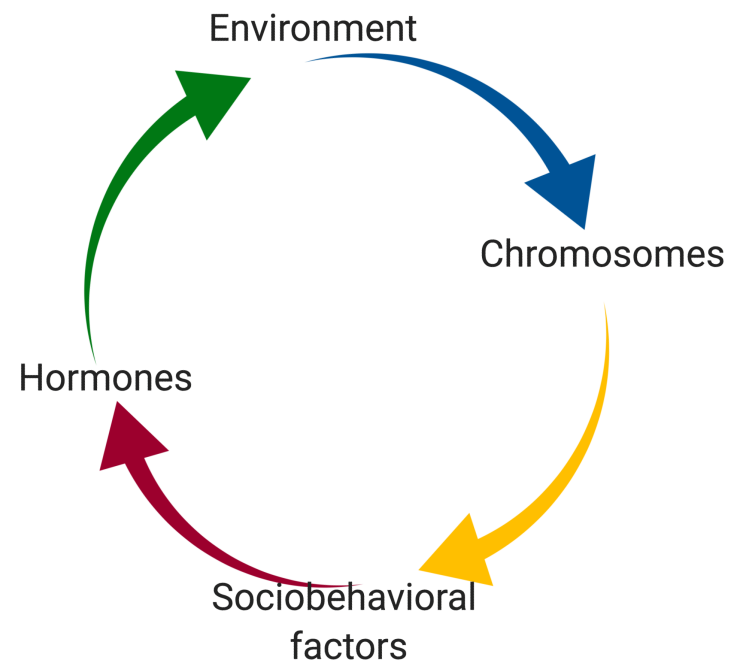 Environment
Chromosomes
Hormones
Sociobehavioral
factors